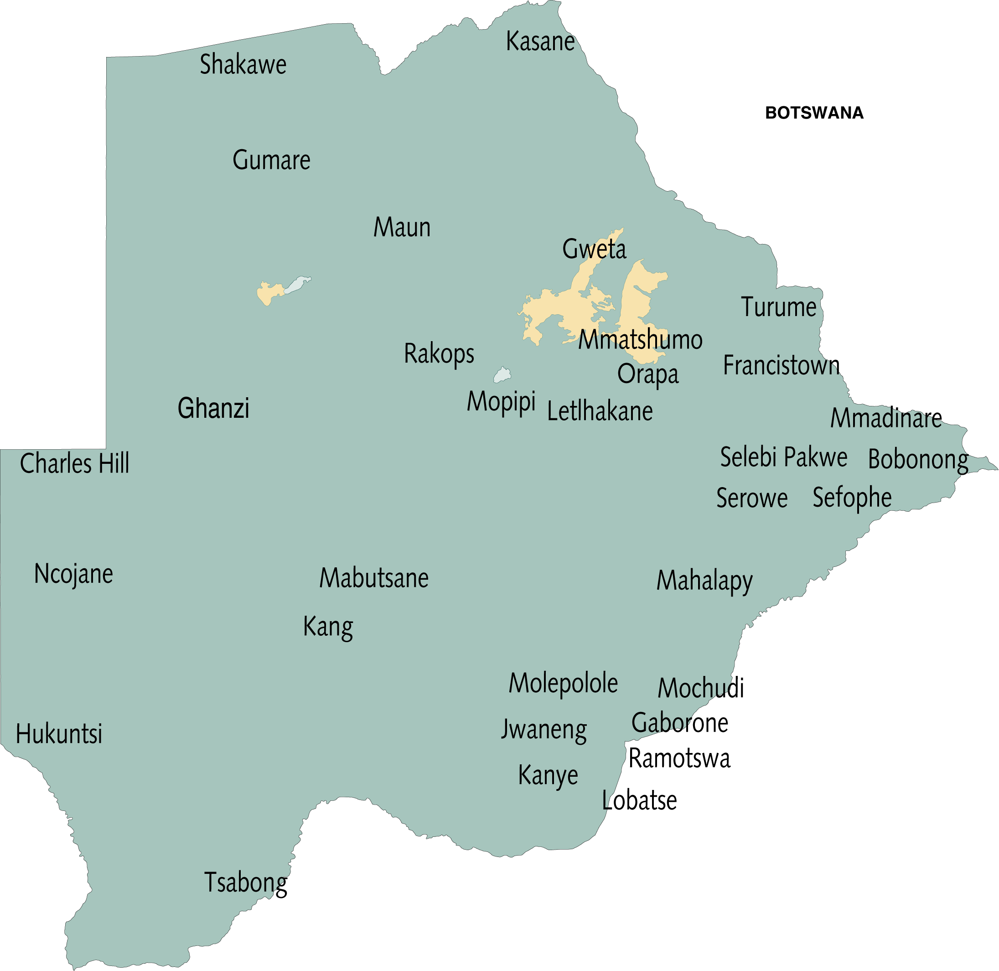 Kasane
Shakawe
BOTSWANA
Gumare
Maun
Gweta
Turume
Mmatshumo
Rakops
Francistown
Orapa
Mopipi
Ghanzi
Letlhakane
Mmadinare
Selebi Pakwe
Bobonong
Charles Hill
Serowe
Sefophe
Ncojane
Mabutsane
Mahalapy
Kang
Molepolole
Mochudi
Gaborone
Jwaneng
Hukuntsi
Ramotswa
Kanye
Lobatse
Tsabong